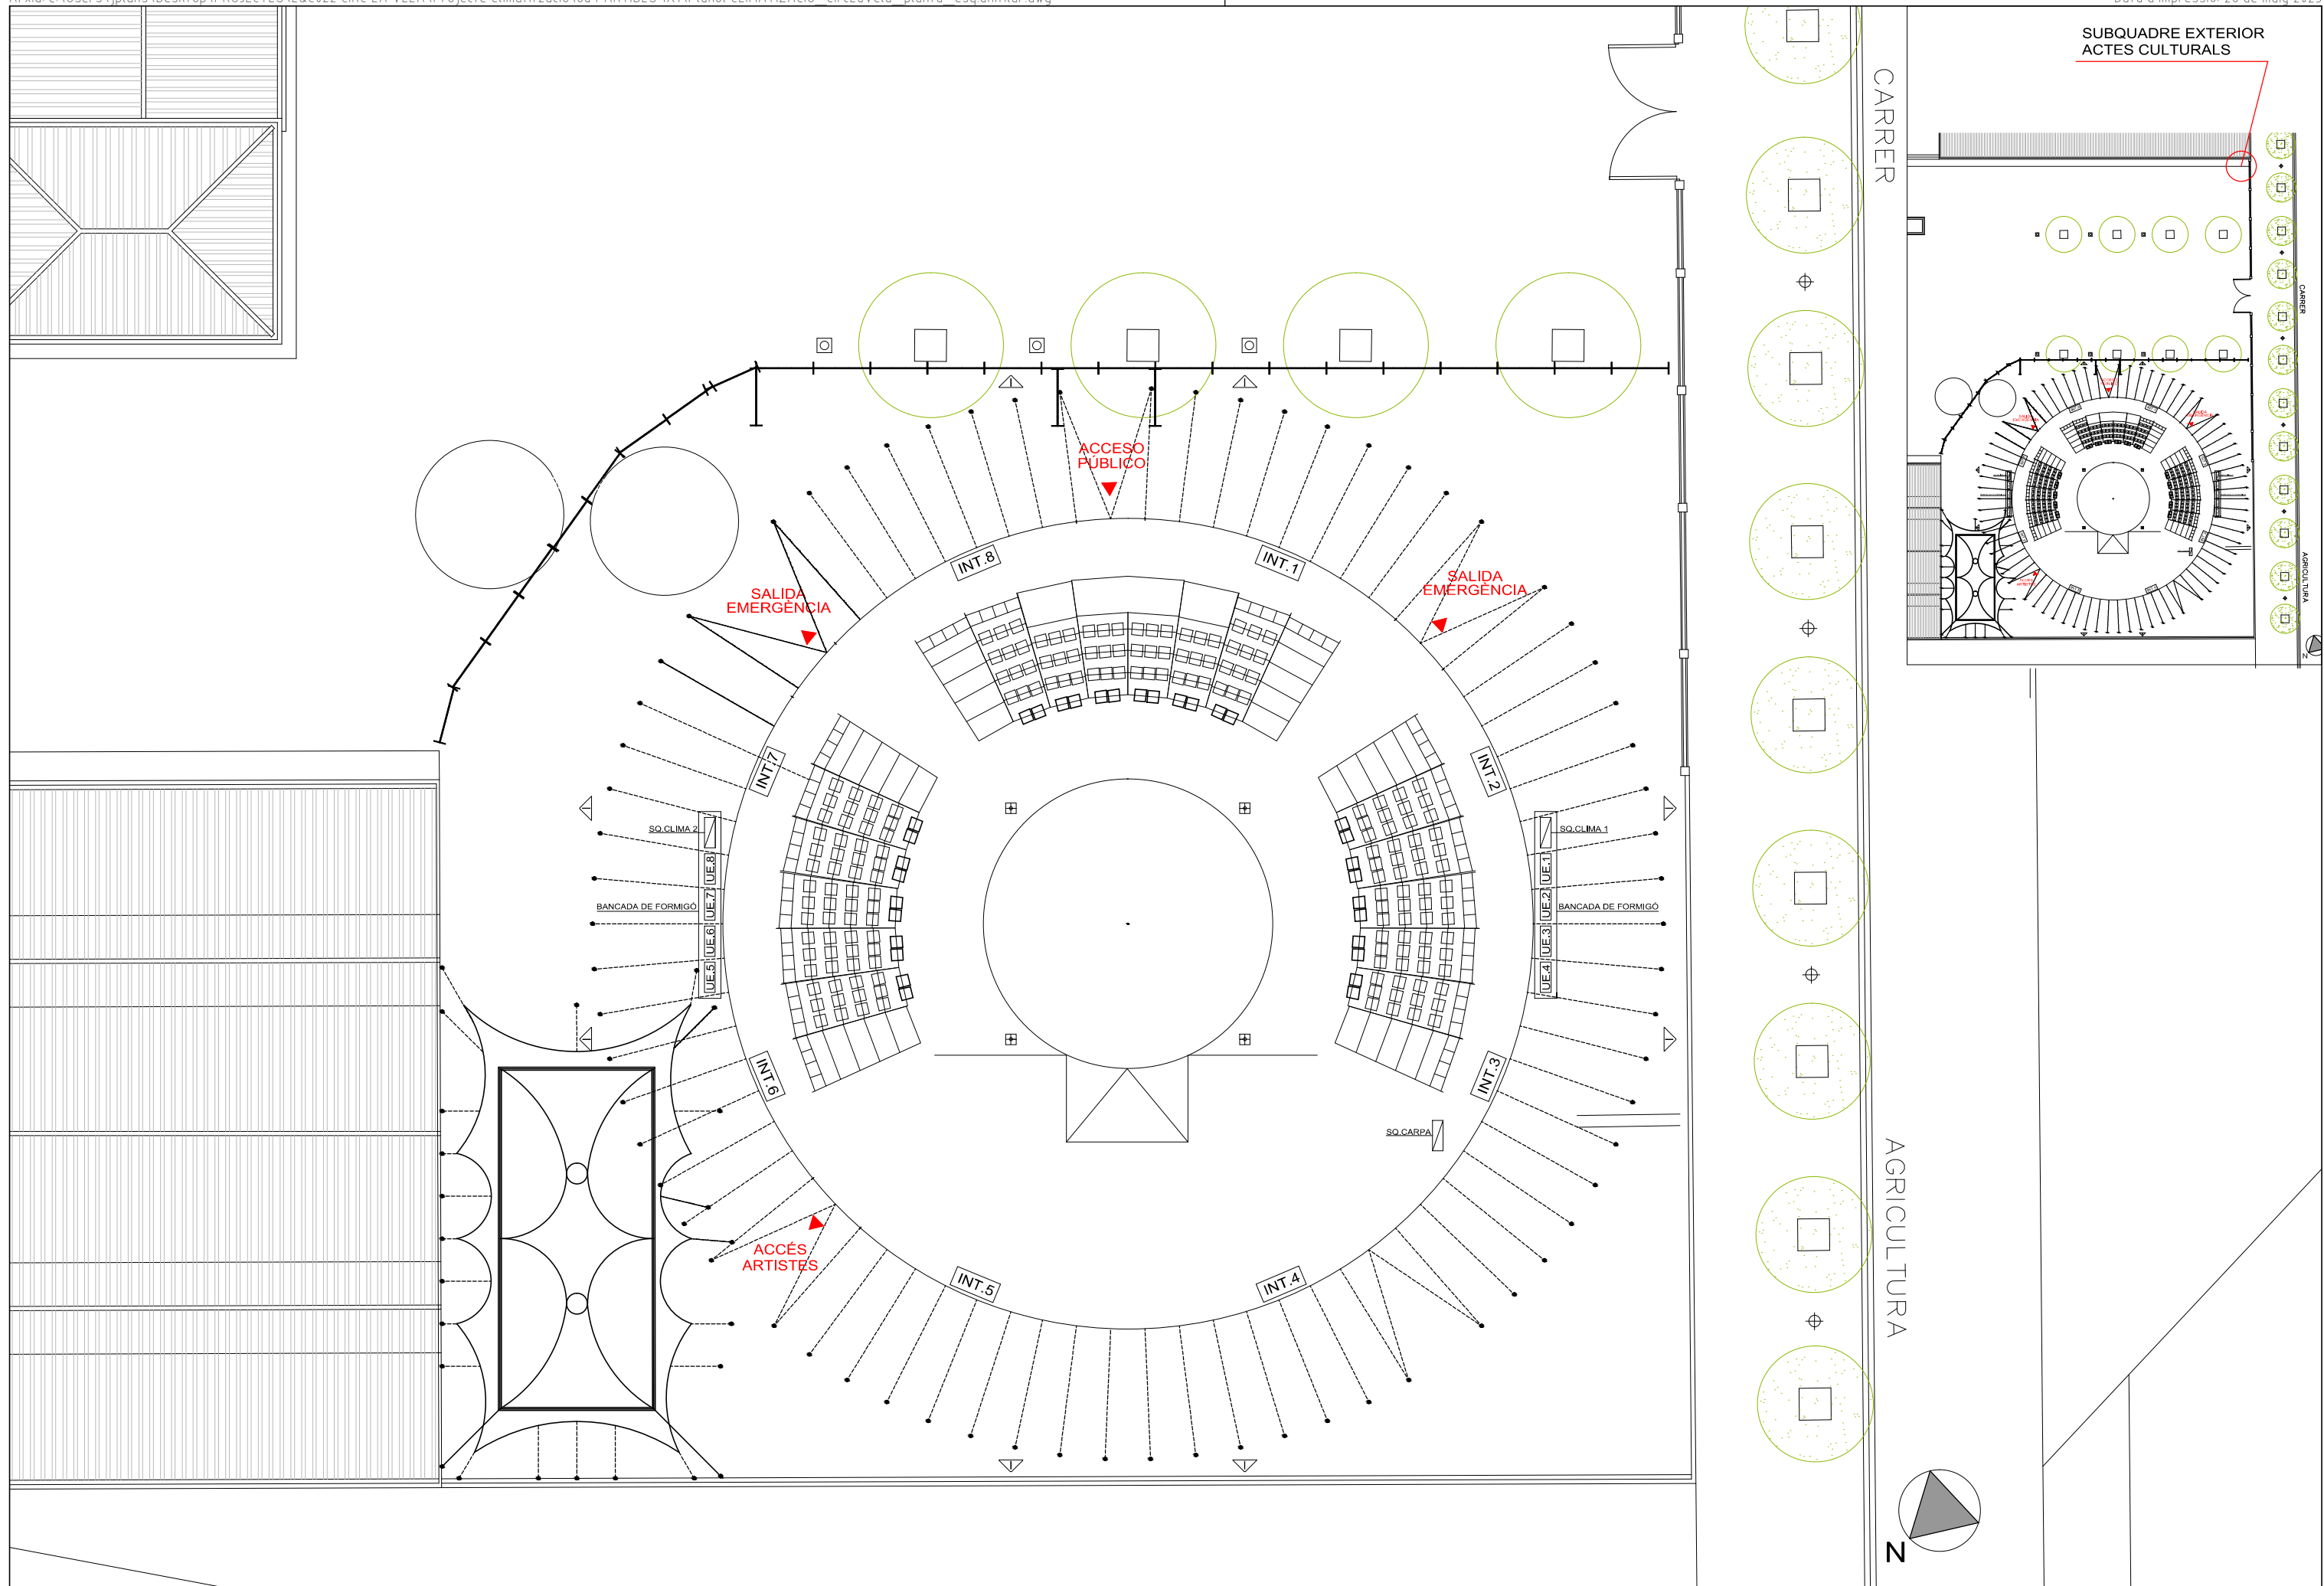 SUBQUADRE EXTERIOR
ACTES CULTURALS
CARRER
CARRER
AGRICULTURA
N
ACCESO
PÚBLICO
INT.8
INT.1
SALIDA
EMERGÈNCIA
SALIDA
EMERGÈNCIA
INT.7
INT.2
SQ.CLIMA 2
SQ.CLIMA 1
UE.8
UE.7
UE.6
UE.5
UE.1
UE.2
UE.3
UE.4
BANCADA DE FORMIGÓ
BANCADA DE FORMIGÓ
INT.6
INT.3
SQ.CARPA
ACCÉS
ARTISTES
INT.5
INT.4
AGRICULTURA
N